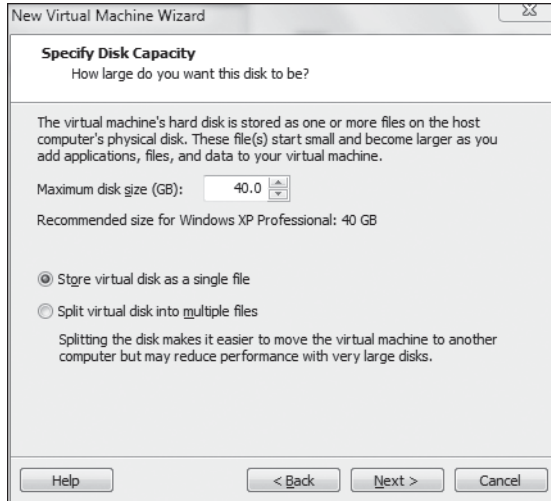 New Virtual Machine Wizard
Specify Disk Capacity
How large do you want this disk to be?
The virtual machine's hard disk is stored as one or more files on the host
computer's physical disk. These file(s) start small and become larger as you
add applications, files, and data to your virtual machine.
Maximum disk size (GB): 40.0
Recommended size for Windows XP Professional: 40 GB
Store virtual disk as a single file
Split virtual disk into multiple files
Splitting the disk makes it easier to move the virtual machine to another
computer but may reduce performance with very large disks.
Help < Back Next > Cancel